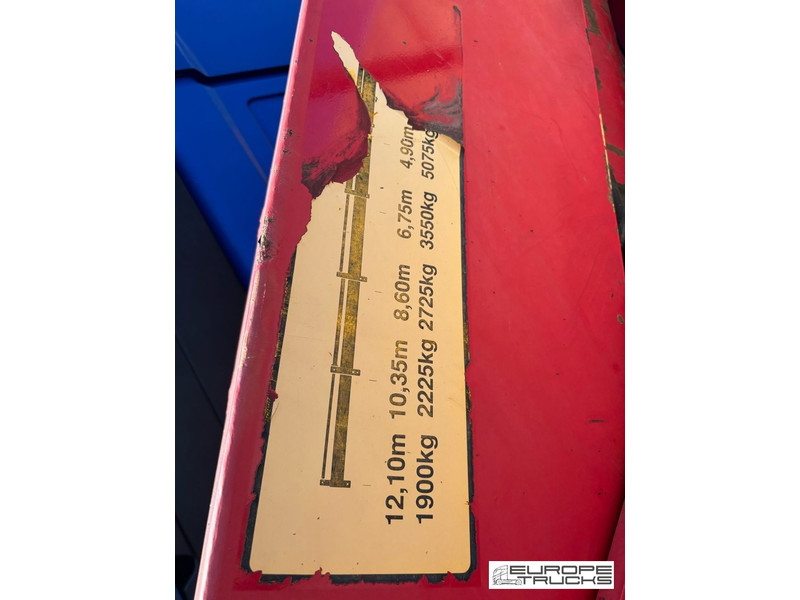 12,10m 10,35m 8,60m 6,75m 4,90m
1900kg 2225kg 2725kg 3550kg 5075kg
EUROPE
TRUCKS